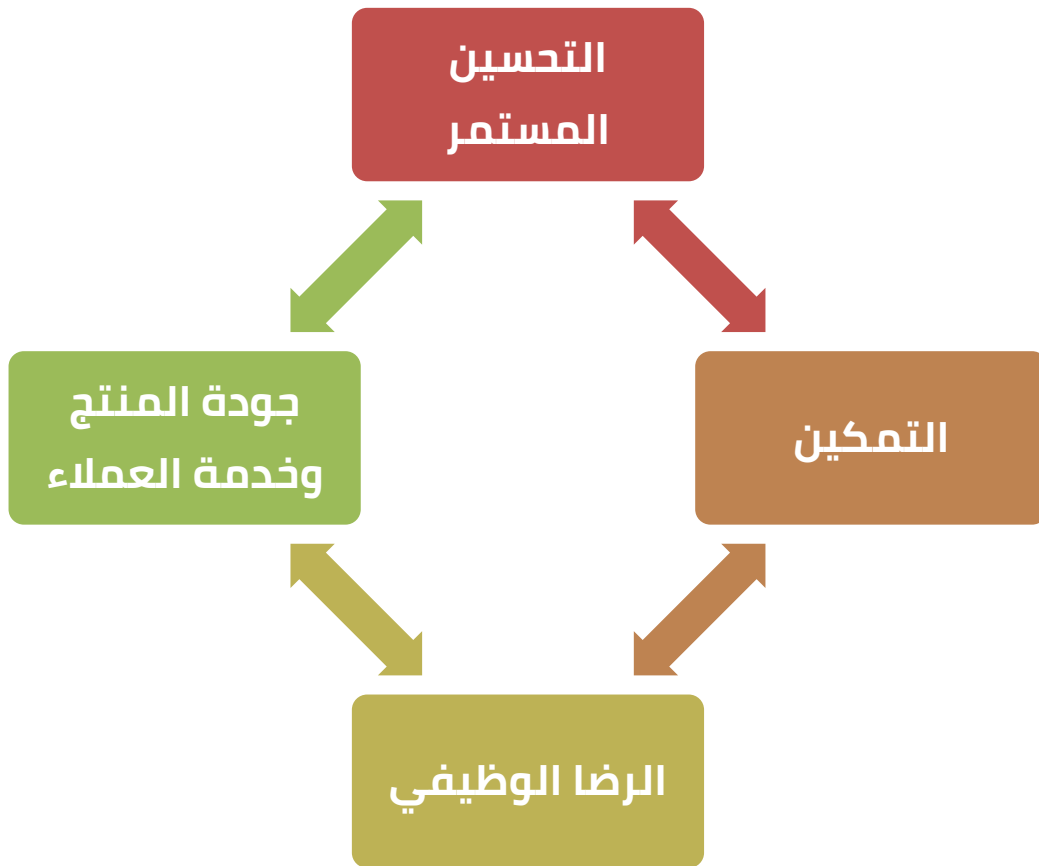 التحسين
المستمر
التمكين
جودة المنتج
وخدمة العملاء
الرضا الوظيفي